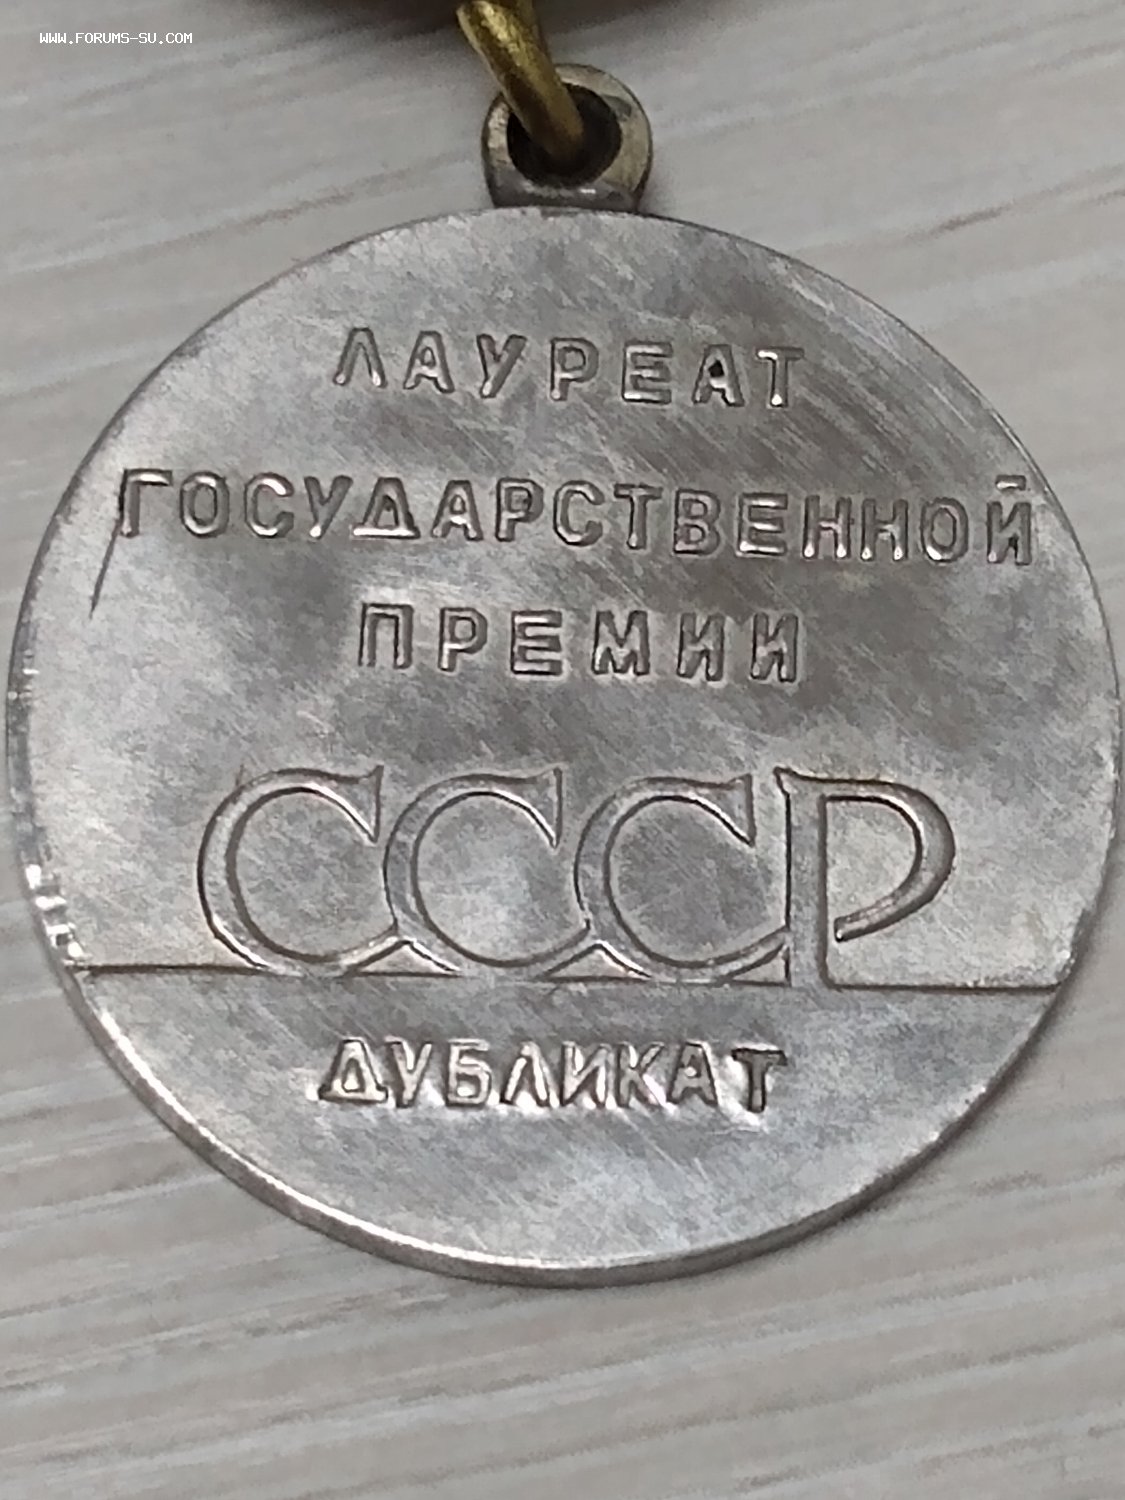 WWW.FORUMS-SU.COM
ЛАУРЕАТ
ГОСУДАРСТВЕННОЙ
ПРЕМИИ
СССР
ДУБЛИКАТ